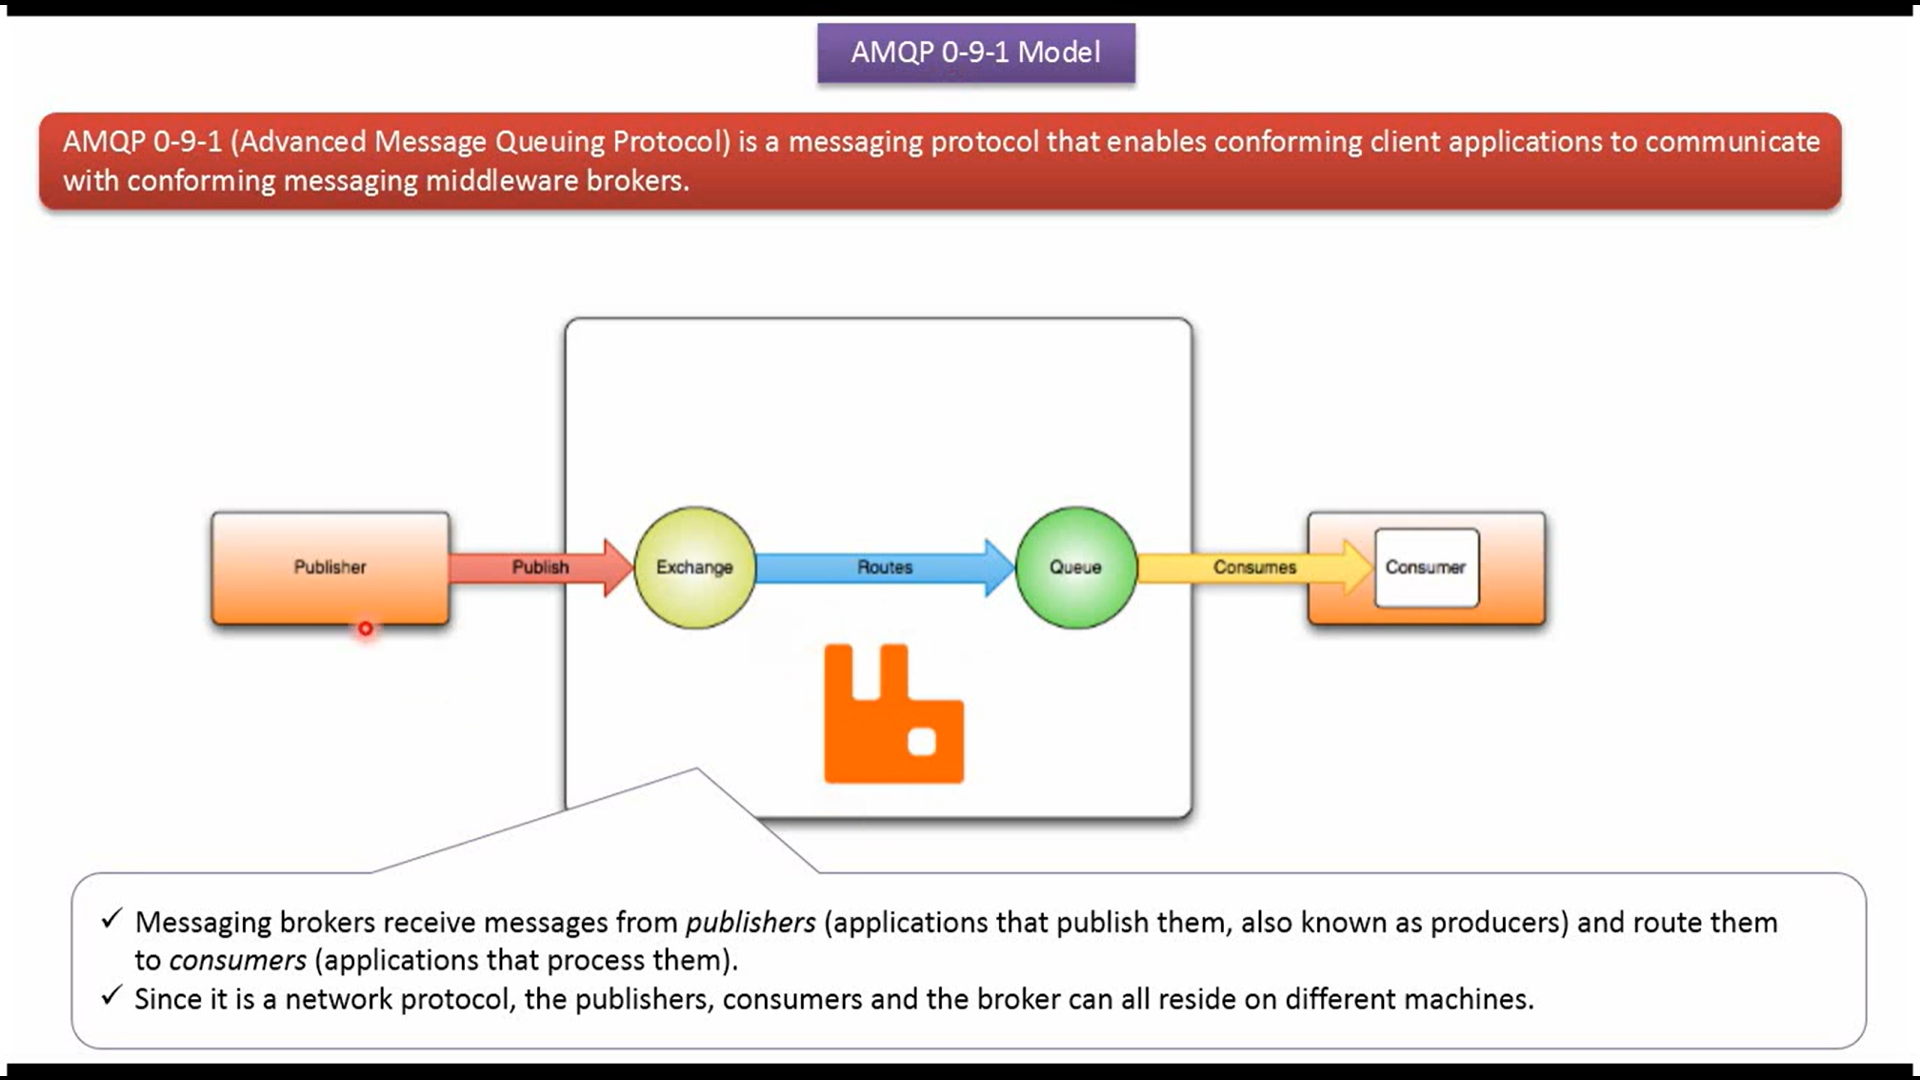 AMQP 0-9-1 Model
AMQP 0-9-1 (Advanced Message Queuing Protocol) is a messaging protocol that enables conforming client applications to communicate
with conforming messaging middleware brokers.
Publisher
Publish
Exchange
Routes
Queue
Consumes
Consumer
✓ Messaging brokers receive messages from publishers (applications that publish them, also known as producers) and route them
to consumers (applications that process them).
✓ Since it is a network protocol, the publishers, consumers and the broker can all reside on different machines.